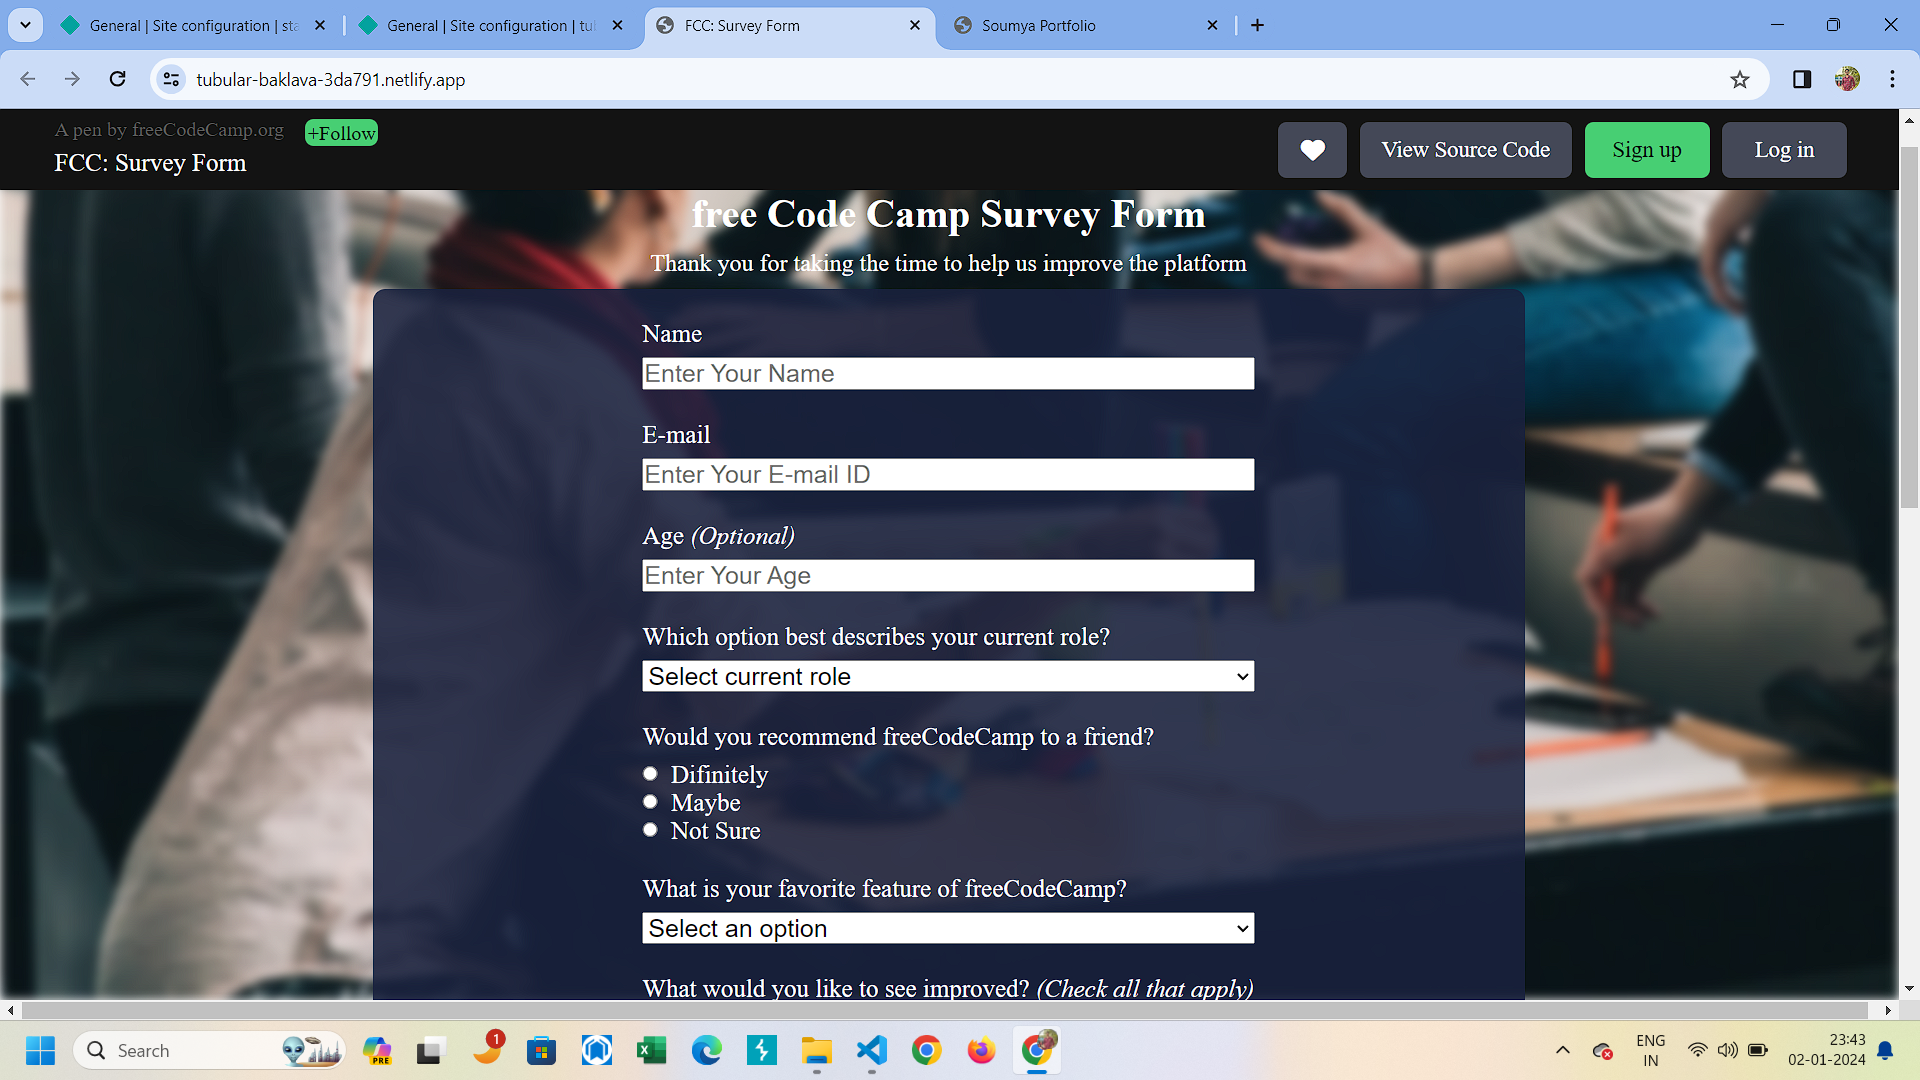 General | Site configuration | sta
General | Site configuration | tul
FCC: Survey Form
Soumya Portfolio
tubular-baklava-3da791.netlify.app
A pen by freeCodeCamp.org
+Follow
FCC: Survey Form
View Source Code
Sign up
Log in
free Code Camp Survey Form
Thank you for taking the time to help us improve the platform
Name
Enter Your Name
E-mail
Enter Your E-mail ID
Age (Optional)
Enter Your Age
Which option best describes your current role?
Select current role
Would you recommend freeCodeCamp to a friend?
Difinitely
Maybe
Not Sure
What is your favorite feature of freeCodeCamp?
Select an option
What would you like to see improved? (Check all that apply)
Search
PRE
1
ENG
IN
23:43
02-01-2024